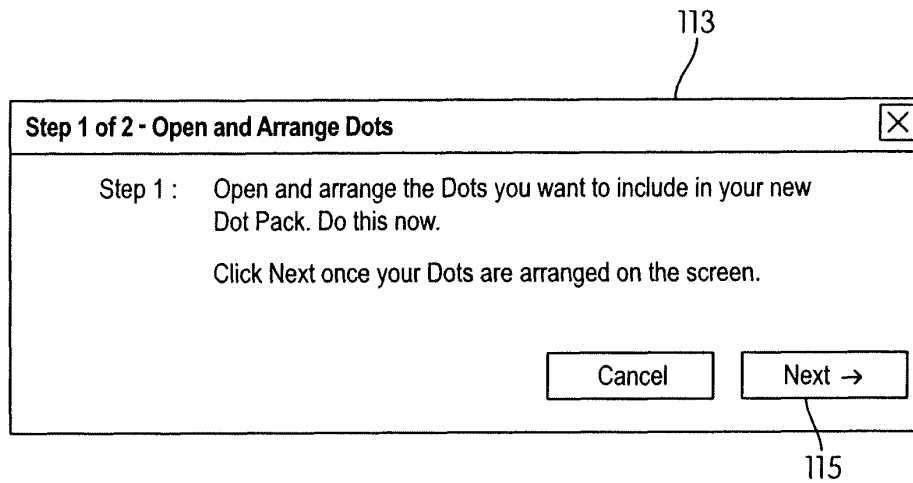 113
Step 1 of 2 - Open and Arrange Dots
Step 1 : Open and arrange the Dots you want to include in your new
Dot Pack. Do this now.
Click Next once your Dots are arranged on the screen.
Cancel Next →
115